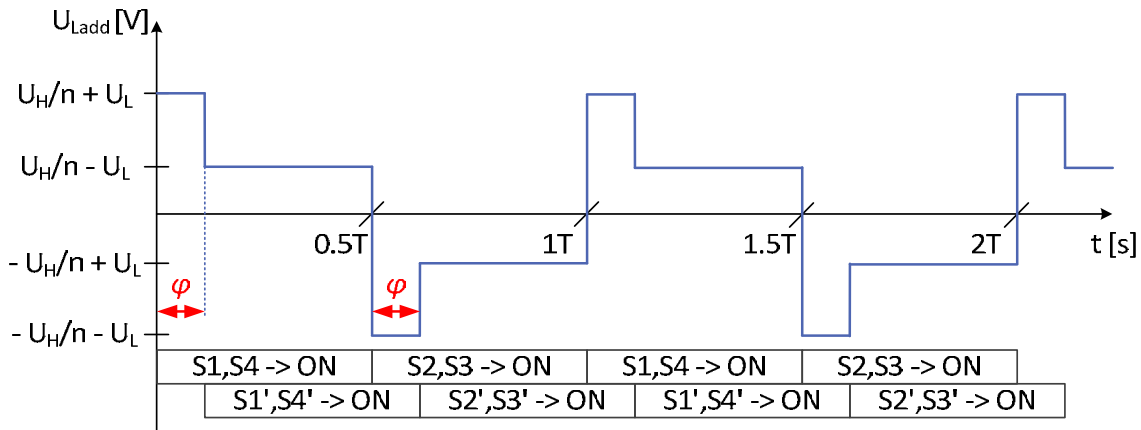 U_Ladd [V]
U_H/n + U_L
U_H/n - U_L
0.5T
1T
1.5T
2T
t [s]
- U_H/n + U_L
φ
φ
- U_H/n - U_L
S1,S4 -> ON
S2,S3 -> ON
S1,S4 -> ON
S2,S3 -> ON
S1',S4' -> ON
S2',S3' -> ON
S1',S4' -> ON
S2',S3' -> ON